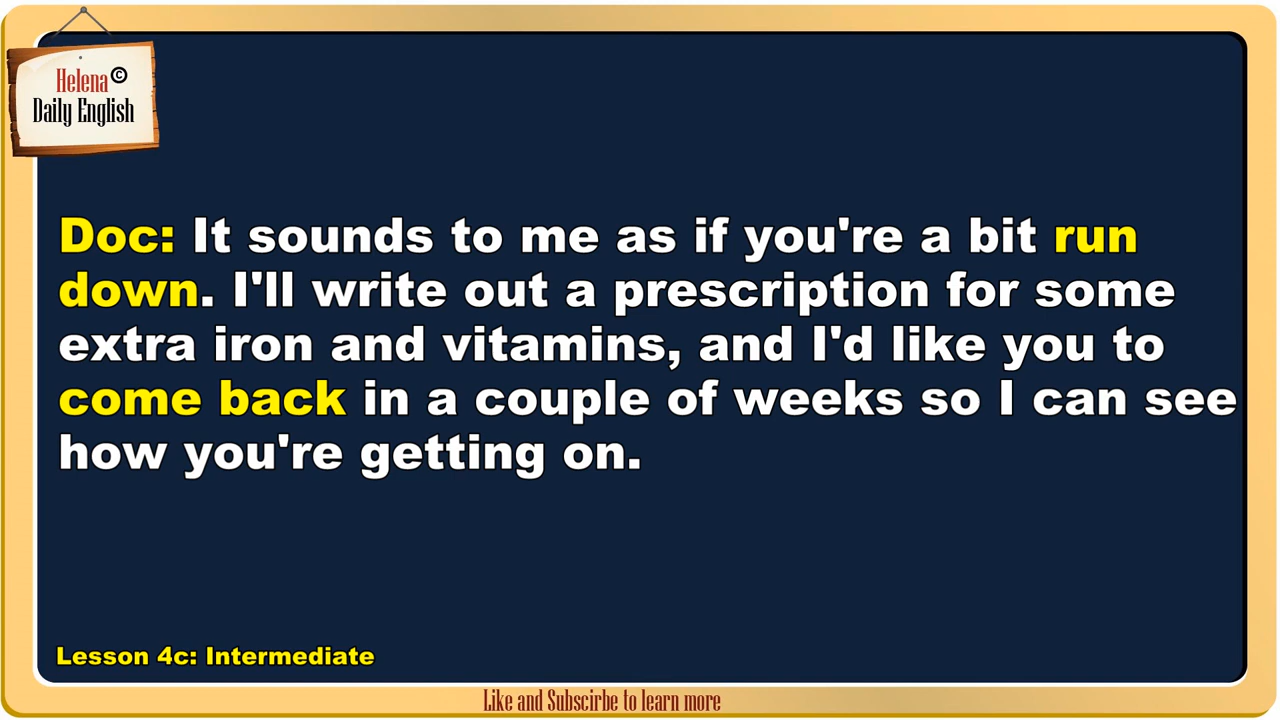 Helena©
Daily English
Doc: It sounds to me as if you're a bit run
down. I'll write out a prescription for some
extra iron and vitamins, and I'd like you to
come back in a couple of weeks so I can see
how you're getting on.
Lesson 4c: Intermediate
Like and Subscirbe to learn more